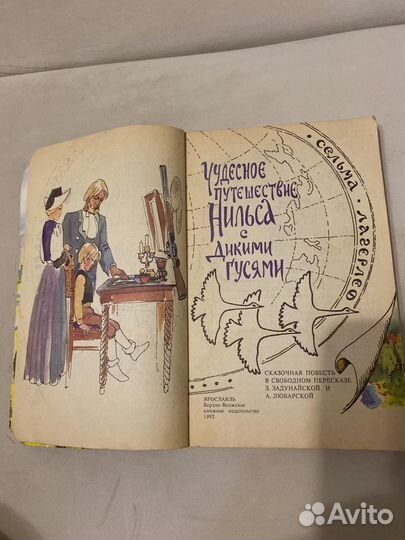 СЕЛЬМА · ЛАГЕРЛЕФ
ЧУДЕСНОЕ
ПУТЕШЕСТВИЕ
НИЛЬСА
С
ДИКИМИ
ГУСЯМИ
СКАЗОЧНАЯ ПОВЕСТЬ
В СВОБОДНОМ ПЕРЕСКАЗЕ
З. ЗАДУНАЙСКОЙ И
А. ЛЮБАРСКОЙ
ЯРОСЛАВЛЬ
Верхне-Волжское
книжное издательство
1992
Avito